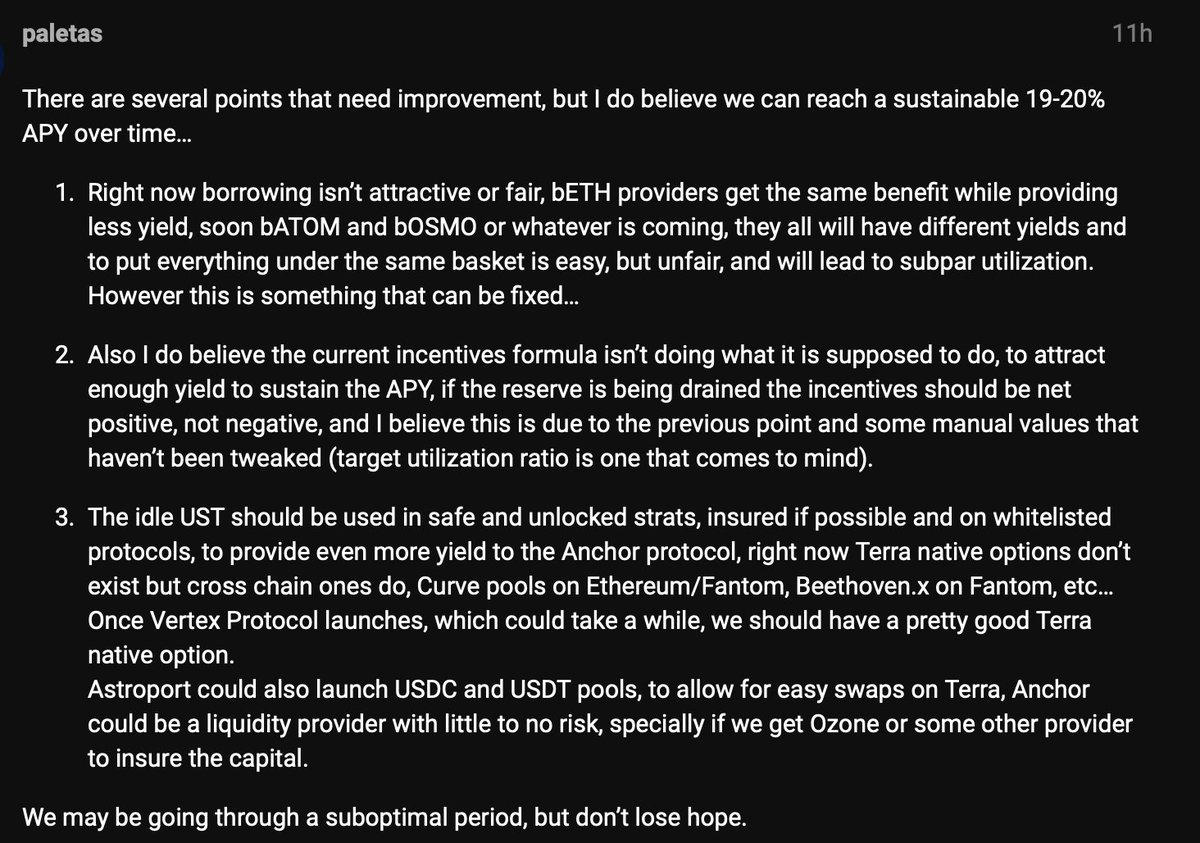 paletas
11h
There are several points that need improvement, but I do believe we can reach a sustainable 19-20%
APY over time…
1. Right now borrowing isn’t attractive or fair, bETH providers get the same benefit while providing
less yield, soon bATOM and bOSMO or whatever is coming, they all will have different yields and
to put everything under the same basket is easy, but unfair, and will lead to subpar utilization.
However this is something that can be fixed…
2. Also I do believe the current incentives formula isn’t doing what it is supposed to do, to attract
enough yield to sustain the APY, if the reserve is being drained the incentives should be net
positive, not negative, and I believe this is due to the previous point and some manual values that
haven’t been tweaked (target utilization ratio is one that comes to mind).
3. The idle UST should be used in safe and unlocked strats, insured if possible and on whitelisted
protocols, to provide even more yield to the Anchor protocol, right now Terra native options don’t
exist but cross chain ones do, Curve pools on Ethereum/Fantom, Beethoven.x on Fantom, etc…
Once Vertex Protocol launches, which could take a while, we should have a pretty good Terra
native option.
Astroport could also launch USDC and USDT pools, to allow for easy swaps on Terra, Anchor
could be a liquidity provider with little to no risk, specially if we get Ozone or some other provider
to insure the capital.
We may be going through a suboptimal period, but don’t lose hope.